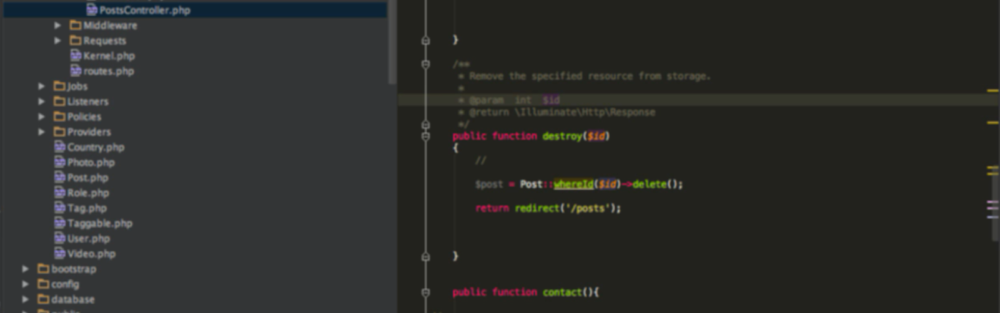 PostsController.php
Middleware
Requests
Kernel.php
routes.php
Jobs
Listeners
Policies
Providers
Country.php
Photo.php
Post.php
Role.php
Tag.php
Taggable.php
User.php
Video.php
bootstrap
config
database
}
/**
* Remove the specified resource from storage.
*
* @param  int  $id
* @return \Illuminate\Http\Response
*/
public function destroy($id)
{
//
$post = Post::whereId($id)->delete();
return redirect('/posts');
}
public function contact(){